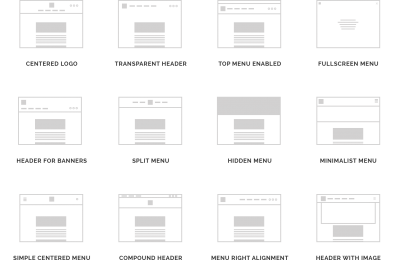 CENTERED LOGO
TRANSPARENT HEADER
TOP MENU ENABLED
FULLSCREEN MENU
HEADER FOR BANNERS
SPLIT MENU
HIDDEN MENU
MINIMALIST MENU
SIMPLE CENTERED MENU
COMPOUND HEADER
MENU RIGHT ALIGNMENT
HEADER WITH IMAGE